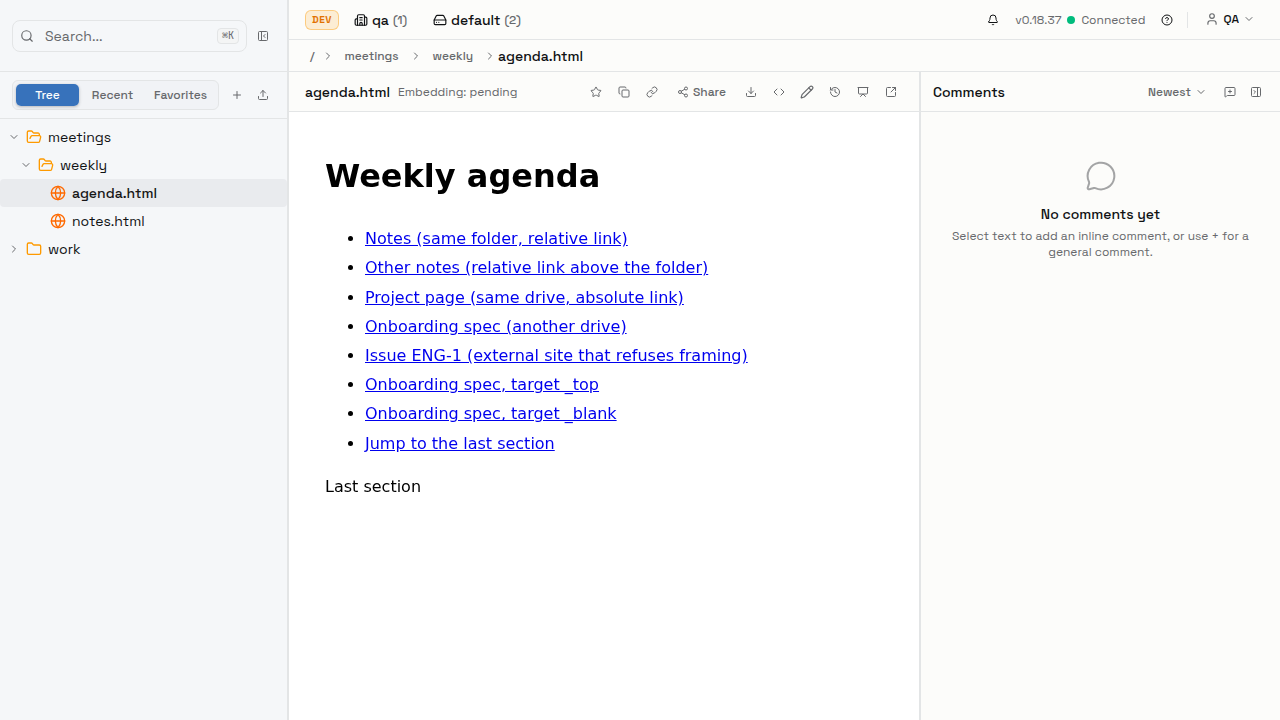 Search...
⌘K
Tree
Recent
Favorites
meetings
weekly
agenda.html
notes.html
work
DEV
qa (1)
default (2)
v0.18.37
Connected
QA
/
meetings
weekly
agenda.html
agenda.html
Embedding: pending
Share
Weekly agenda
Notes (same folder, relative link)
Other notes (relative link above the folder)
Project page (same drive, absolute link)
Onboarding spec (another drive)
Issue ENG-1 (external site that refuses framing)
Onboarding spec, target _top
Onboarding spec, target _blank
Jump to the last section
Last section
Comments
Newest
No comments yet
Select text to add an inline comment, or use + for a
general comment.